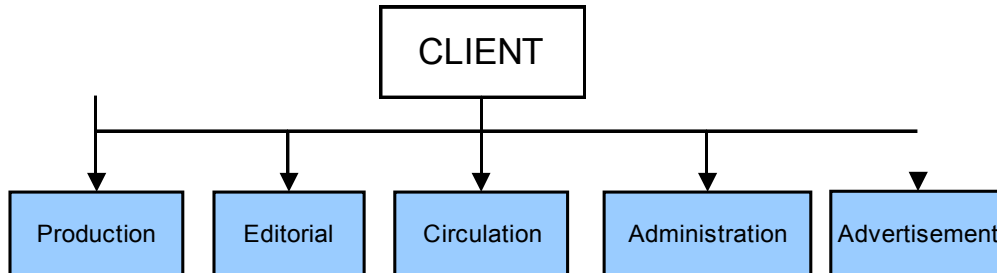 CLIENT
Production
Editorial
Circulation
Administration
Advertisement